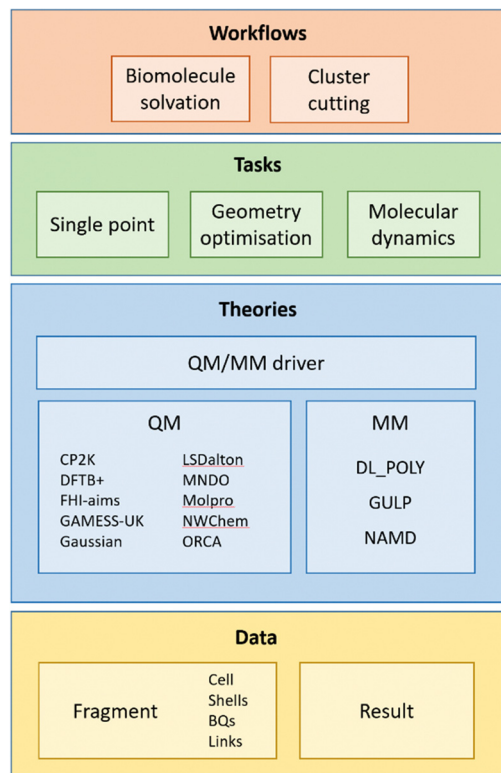 Workflows
Biomolecule
solvation
Cluster
cutting
Tasks
Single point
Geometry
optimisation
Molecular
dynamics
Theories
QM/MM driver
QM
CP2K
DFTB+
FHI-aims
GAMESS-UK
Gaussian
LSDalton
MNDO
Molpro
NWChem
ORCA
MM
DL_POLY
GULP
NAMD
Data
Fragment
Cell
Shells
BQs
Links
Result